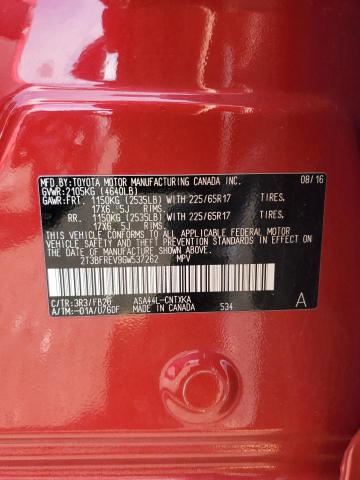 MFD.BY:TOYOTA MOTOR MANUFACTURING CANADA INC. 08/16
GVWR:2105KG (4640LB)
GAWR:FRT. 1150KG (2535LB) WITH 225/65R17 TIRES,
17X6.5J RIMS.
RR. 1150KG (2535LB) WITH 225/65R17 TIRES,
17X6.5J RIMS.
THIS VEHICLE CONFORMS TO ALL APPLICABLE FEDERAL MOTOR
VEHICLE SAFETY STANDARDS IN EFFECT ON THE DATE OF
MANUFACTURE SHOWN ABOVE.
2T3BFREV9GW537262 MPV
C/TR:3R3/FB20 ASA44L-CNTXKA
A/TM:-01A/U760F MADE IN CANADA 534 A